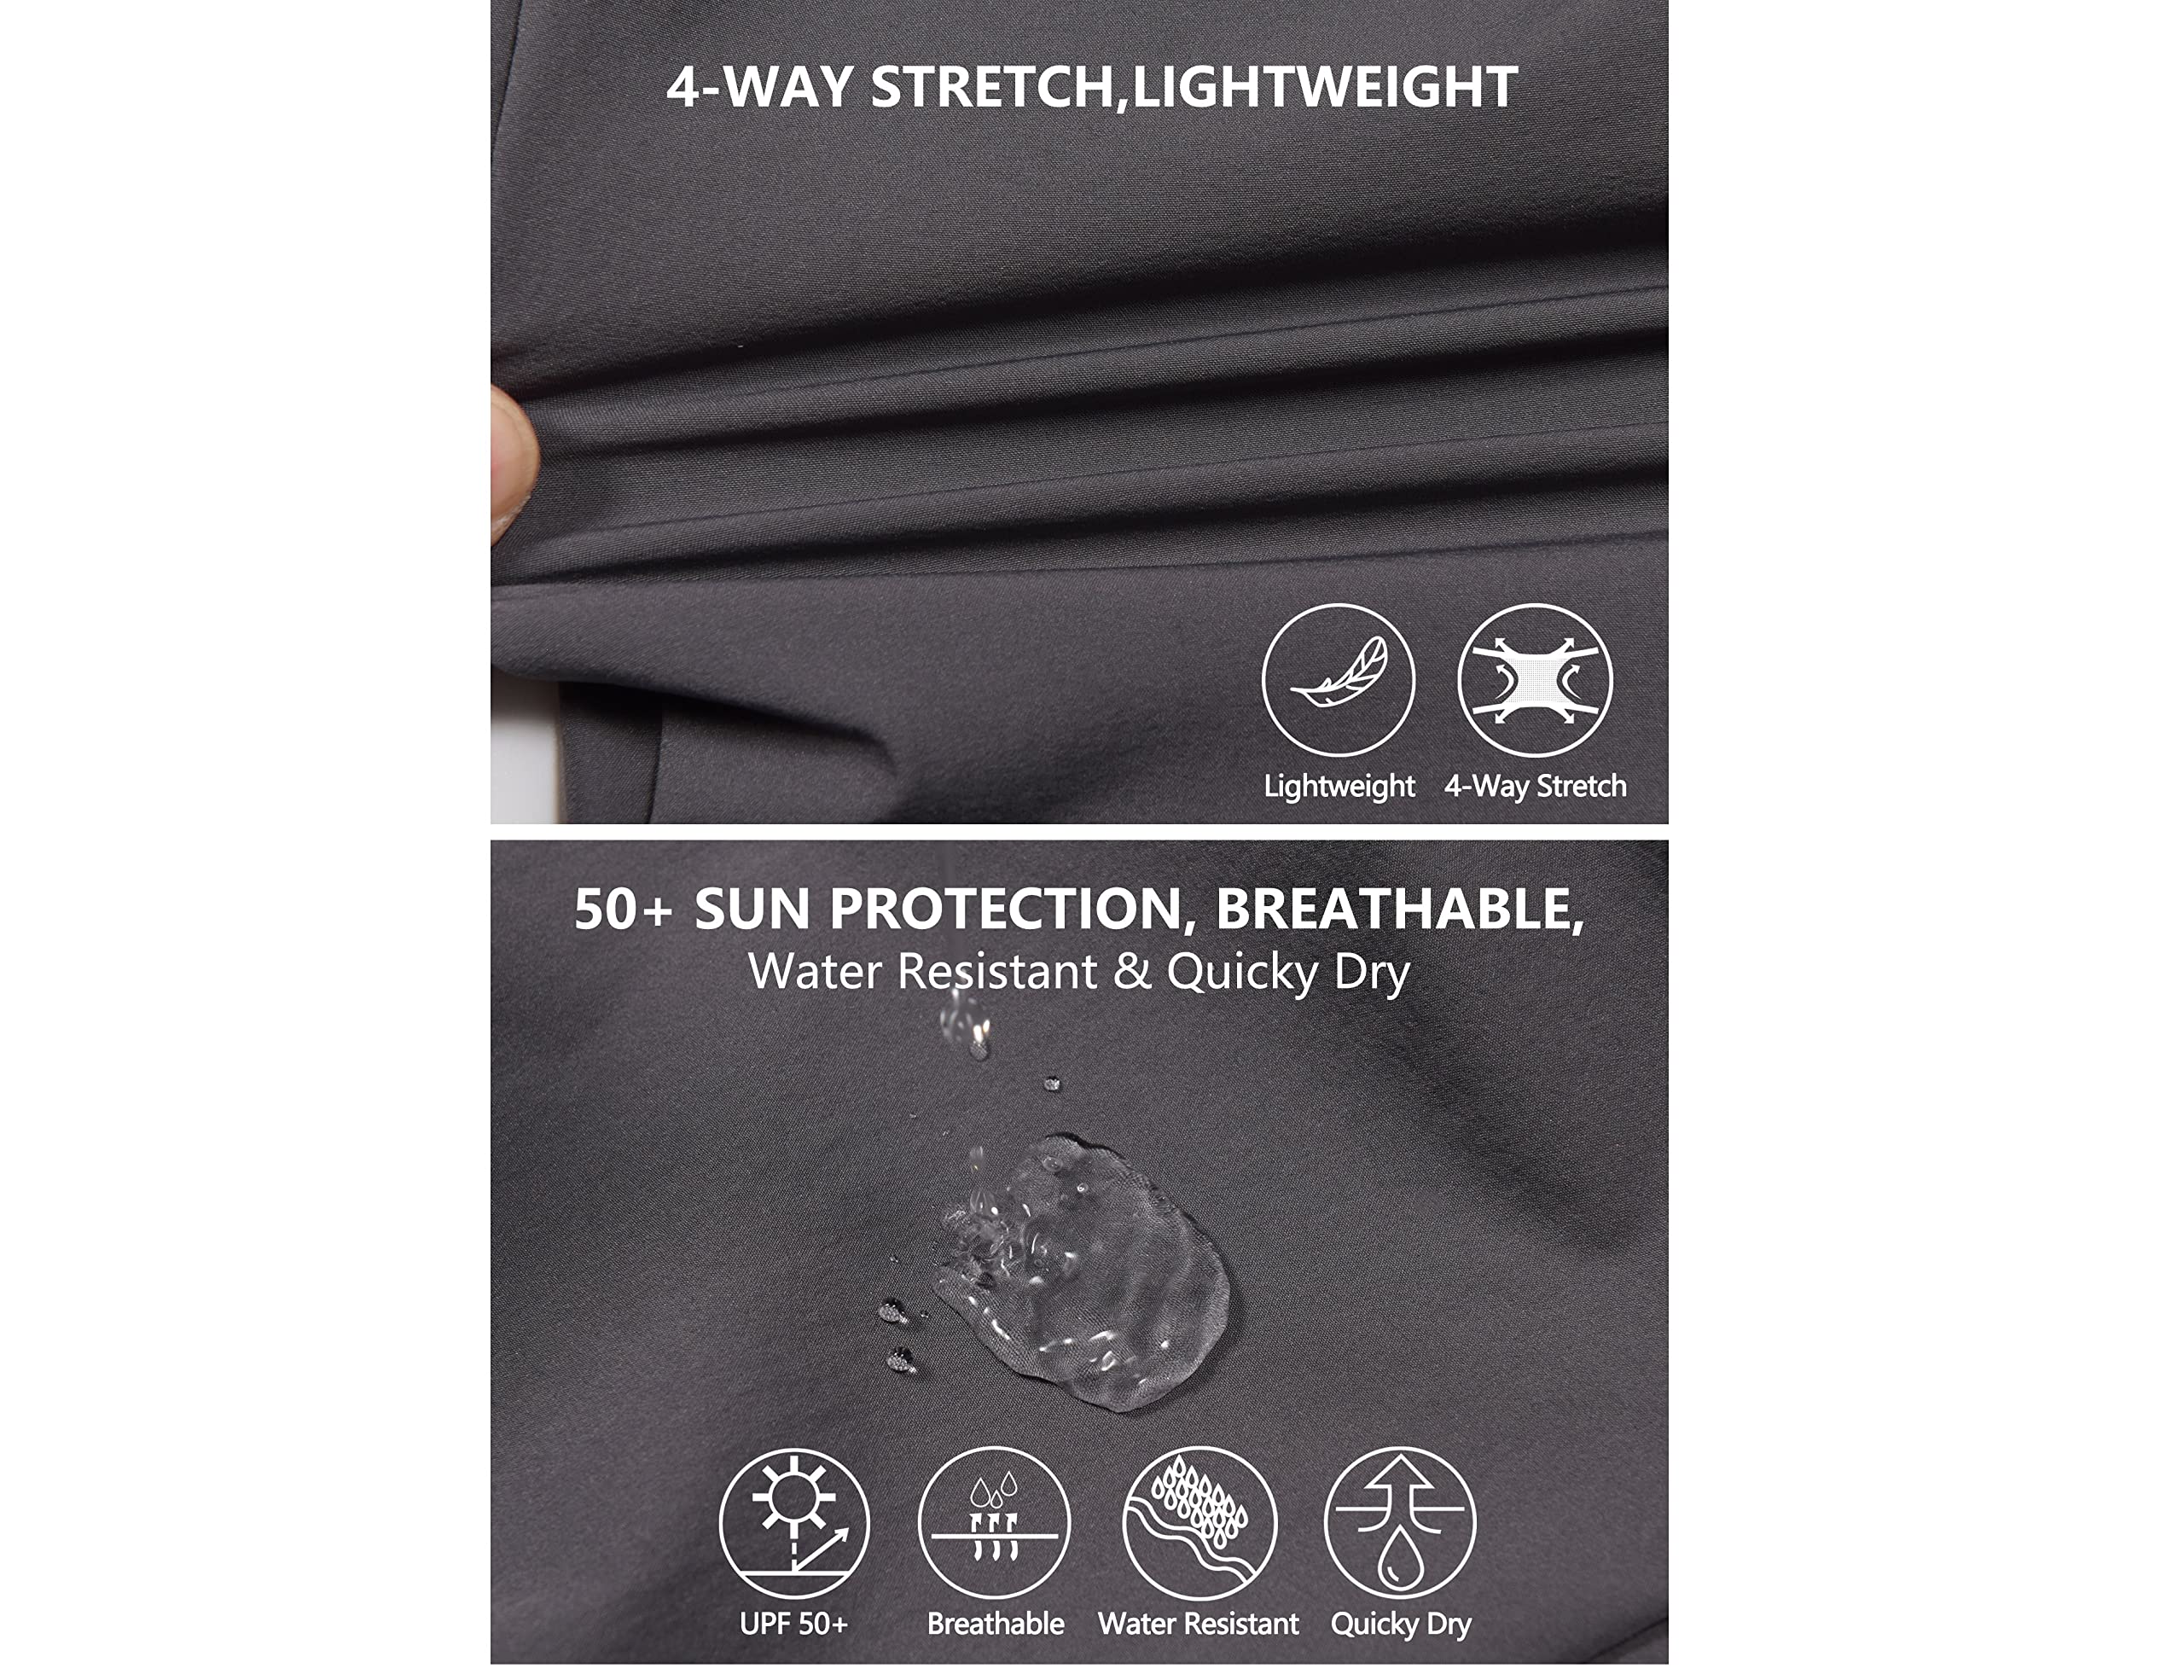 4-WAY STRETCH,LIGHTWEIGHT
Lightweight 4-Way Stretch
50+ SUN PROTECTION, BREATHABLE,
Water Resistant & Quicky Dry
UPF 50+ Breathable Water Resistant Quicky Dry